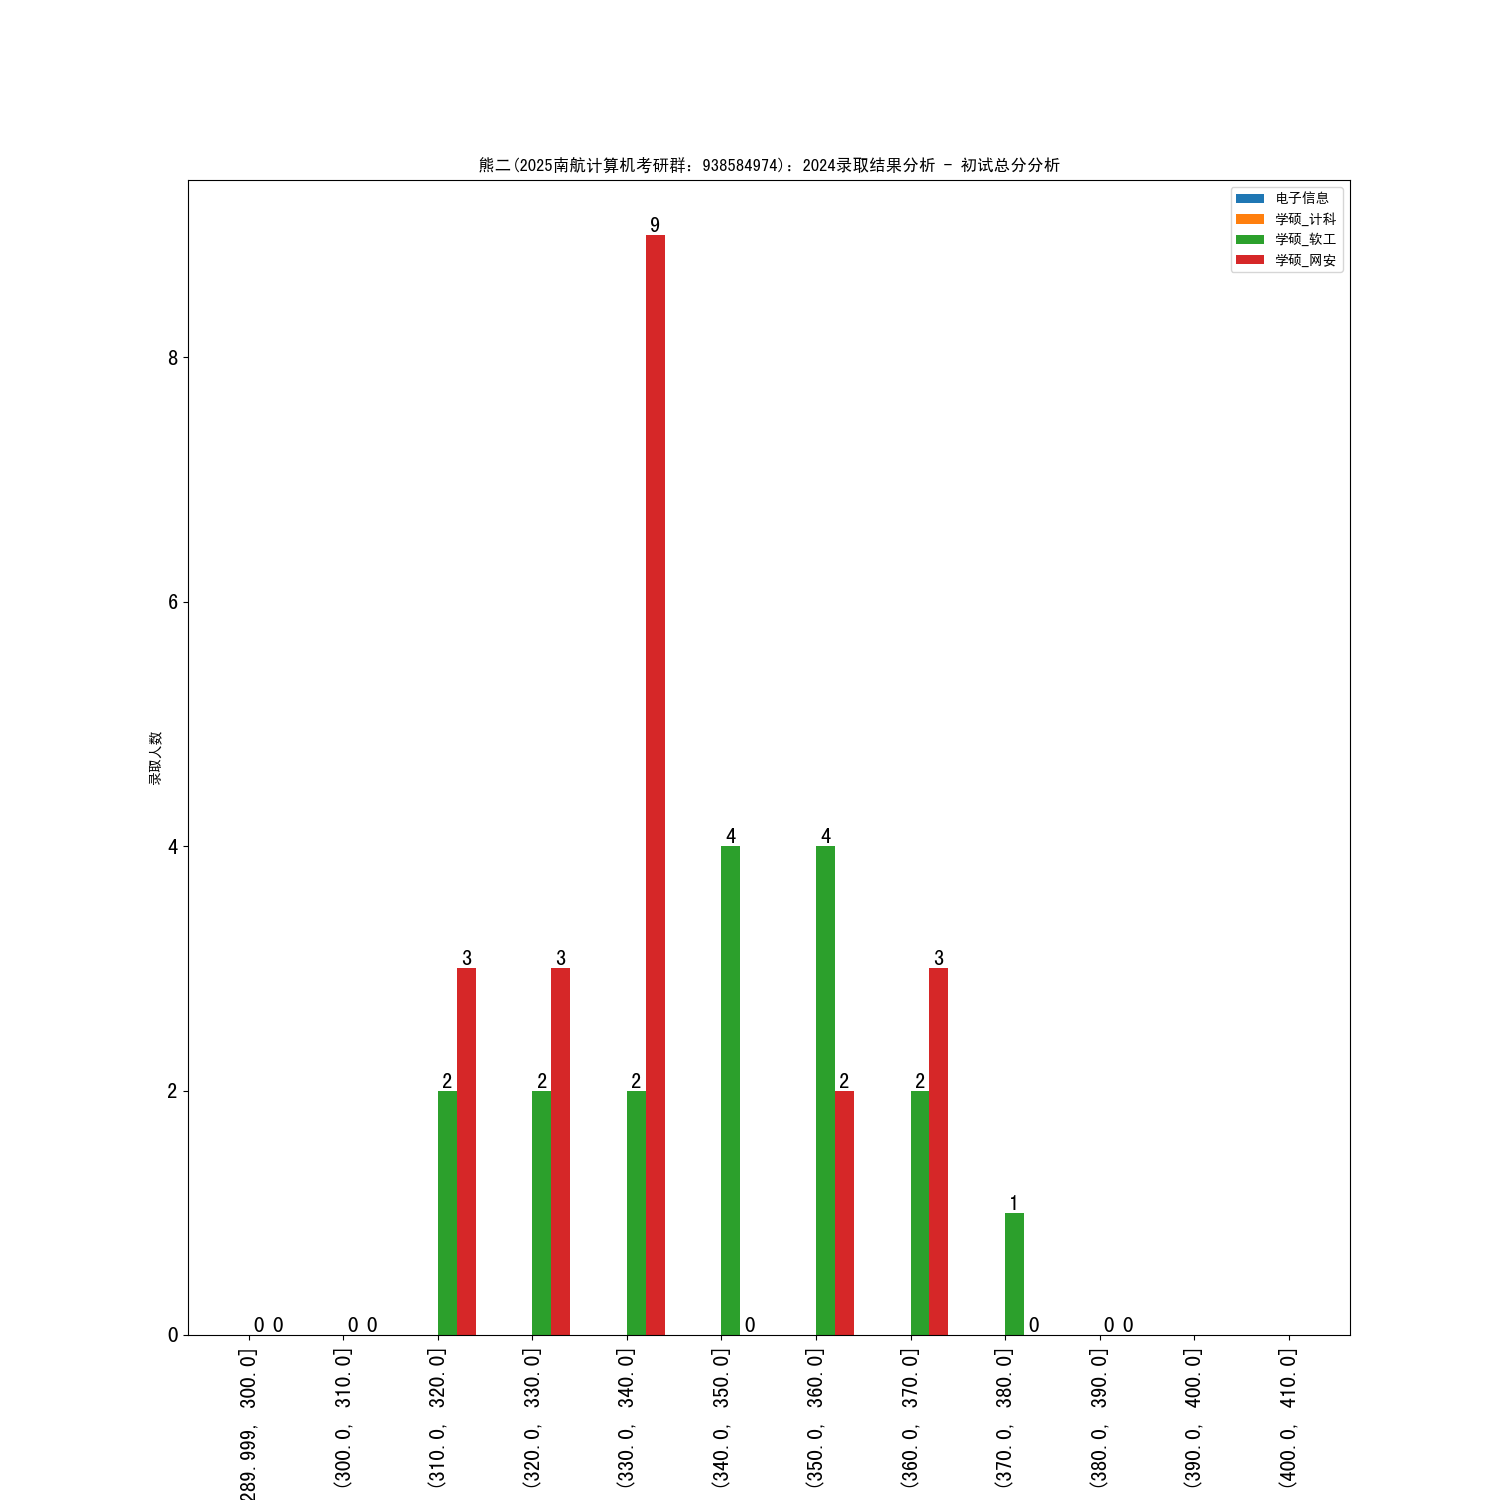 熊二(2025南航计算机考研群：938584974)：2024录取结果分析 - 初试总分分析
电子信息
学硕_计科
学硕_软工
学硕_网安
录取人数
8
6
4
2
0
9
4 4
3 3 3
2 2 2 2 2
1
0 0 0 0 0 0 0 0
289.999, 300.0]
(300.0, 310.0]
(310.0, 320.0]
(320.0, 330.0]
(330.0, 340.0]
(340.0, 350.0]
(350.0, 360.0]
(360.0, 370.0]
(370.0, 380.0]
(380.0, 390.0]
(390.0, 400.0]
(400.0, 410.0]